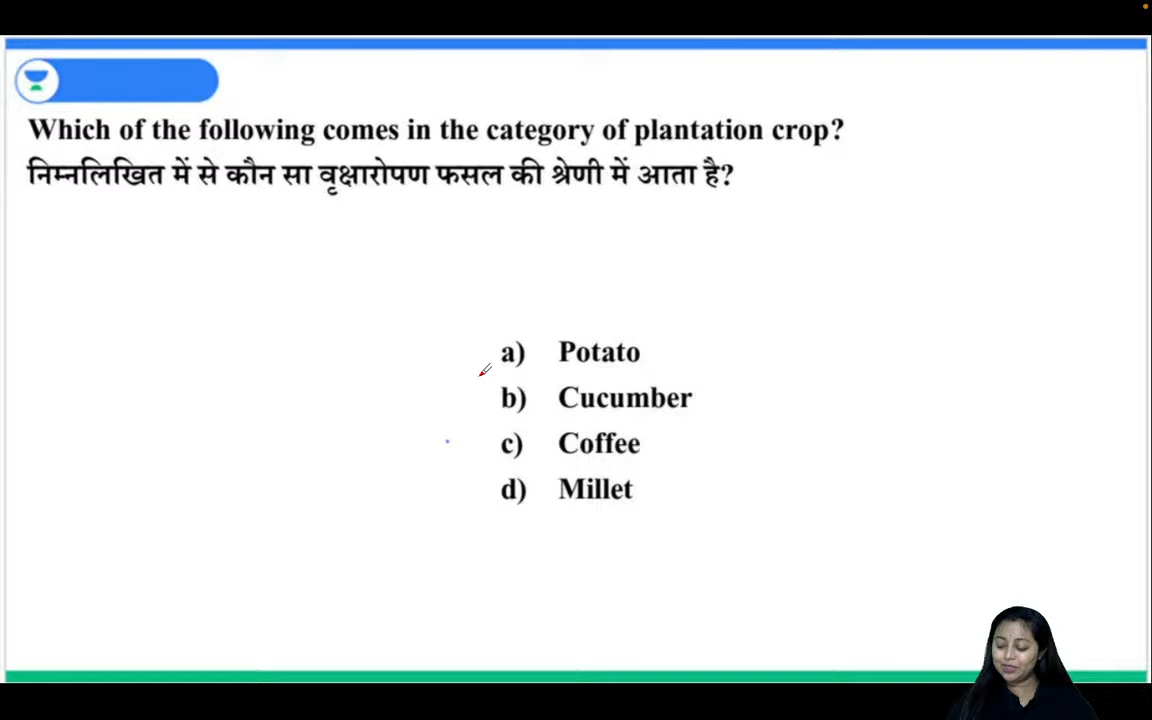 Which of the following comes in the category of plantation crop?
निम्नलिखित में से कौन सा वृक्षारोपण फसल की श्रेणी में आता है?
a) Potato
b) Cucumber
c) Coffee
d) Millet